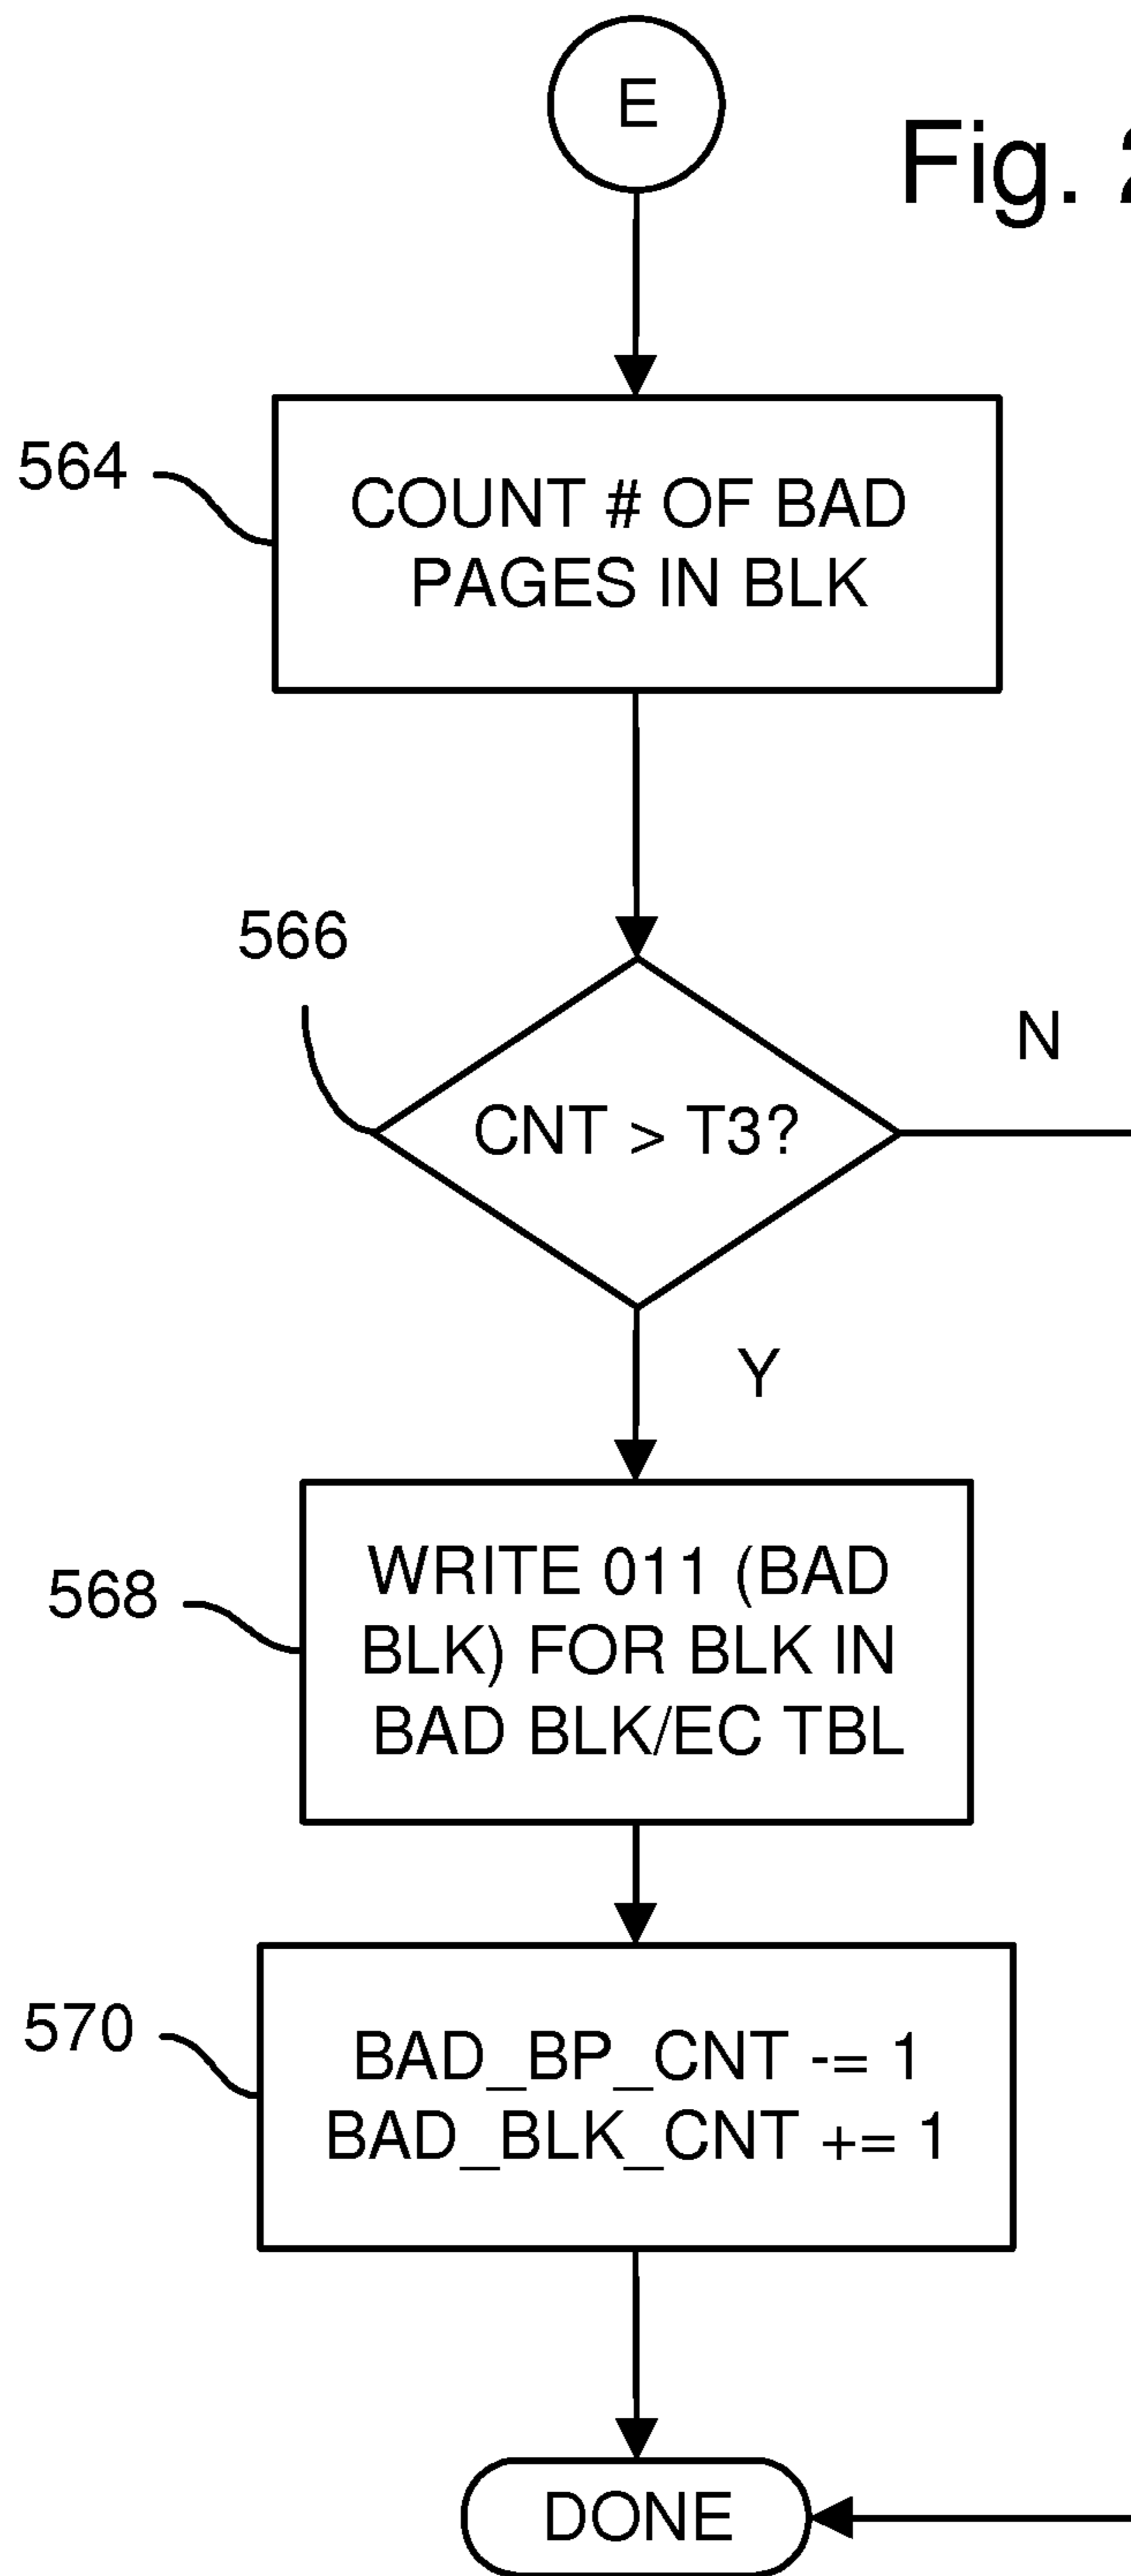 E
Fig. 2
564
COUNT # OF BAD
PAGES IN BLK
566
CNT > T3?
N
Y
568
WRITE 011 (BAD
BLK) FOR BLK IN
BAD BLK/EC TBL
570
BAD_BP_CNT -= 1
BAD_BLK_CNT += 1
DONE